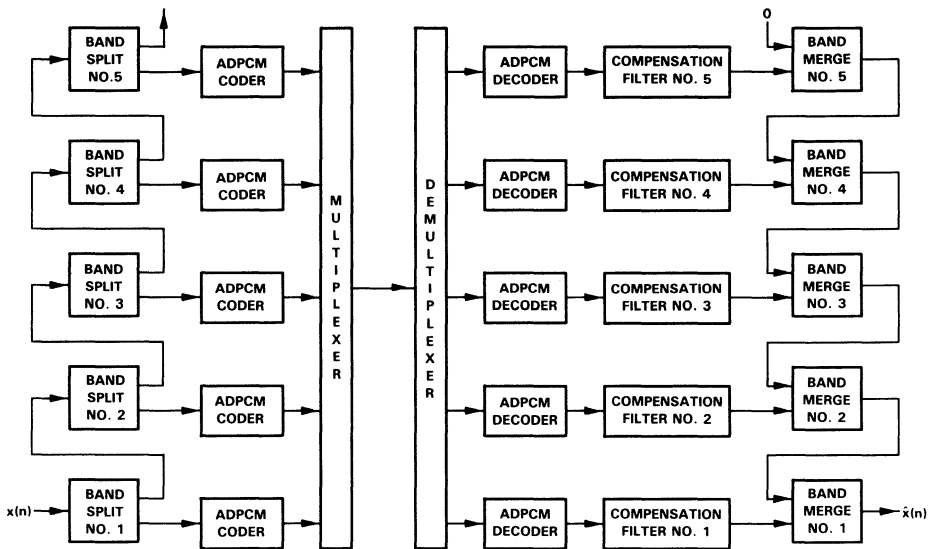 0
BAND
SPLIT
NO.5
ADPCM
CODER
ADPCM
DECODER
COMPENSATION
FILTER NO. 5
BAND
MERGE
NO. 5
BAND
SPLIT
NO. 4
ADPCM
CODER
ADPCM
DECODER
COMPENSATION
FILTER NO. 4
BAND
MERGE
NO. 4
MULTIPLEXER
DEMULTIPLEXER
BAND
SPLIT
NO. 3
ADPCM
CODER
ADPCM
DECODER
COMPENSATION
FILTER NO. 3
BAND
MERGE
NO. 3
BAND
SPLIT
NO. 2
ADPCM
CODER
ADPCM
DECODER
COMPENSATION
FILTER NO. 2
BAND
MERGE
NO. 2
x(n)
BAND
SPLIT
NO. 1
ADPCM
CODER
ADPCM
DECODER
COMPENSATION
FILTER NO. 1
BAND
MERGE
NO. 1
x̂(n)